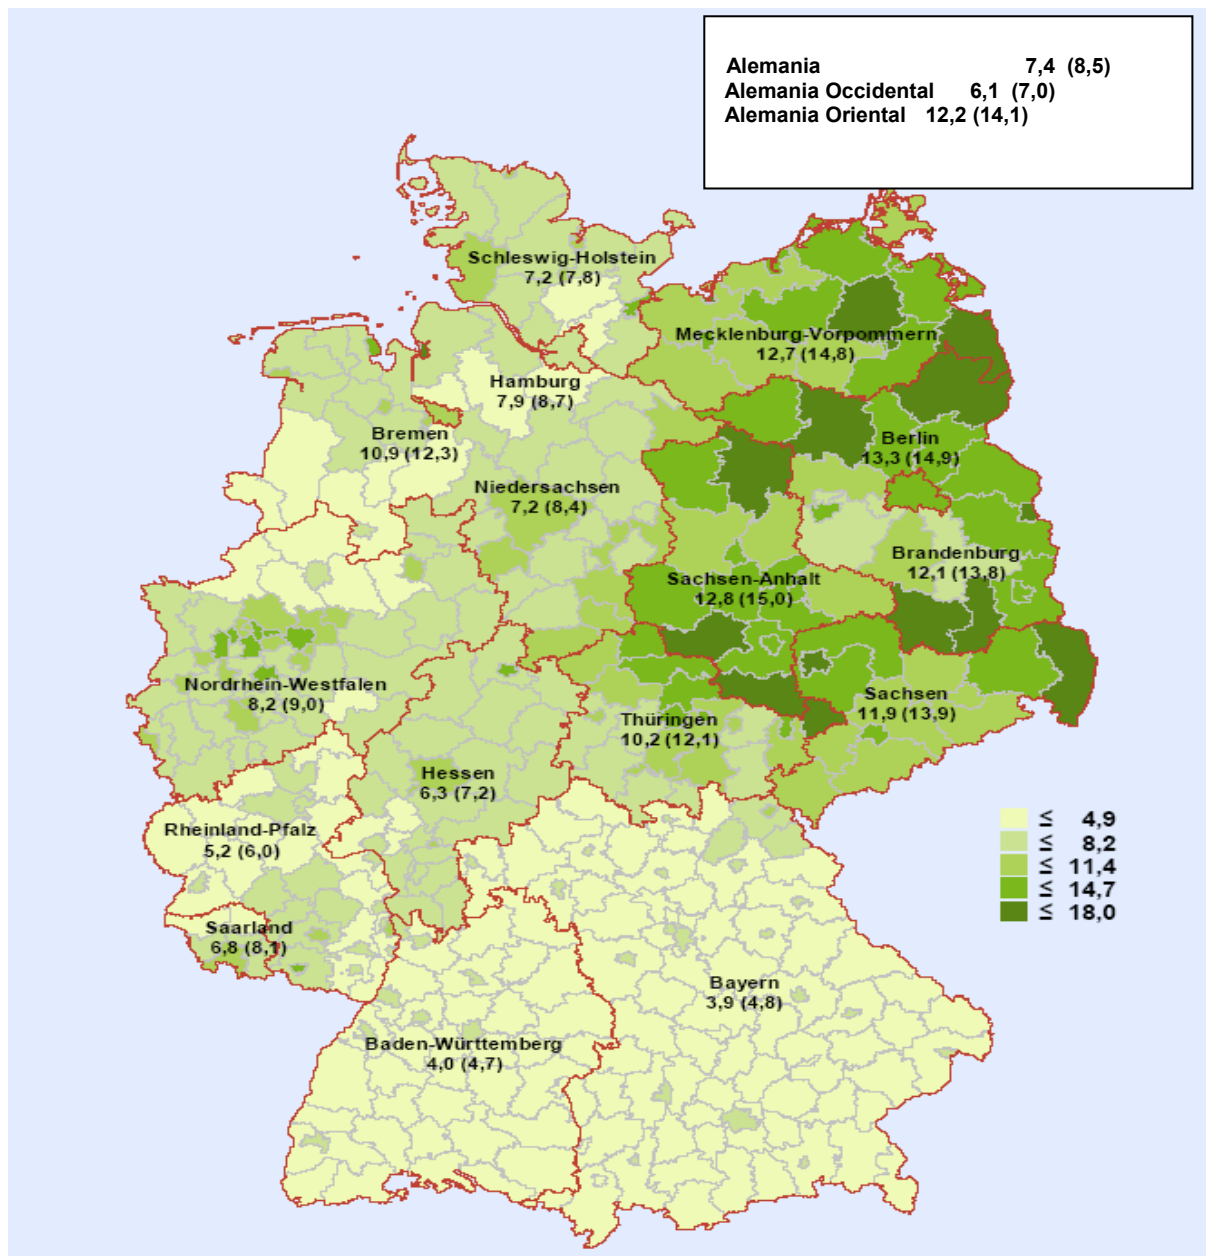 Alemania 7,4 (8,5)
Alemania Occidental 6,1 (7,0)
Alemania Oriental 12,2 (14,1)
Schleswig-Holstein
7,2 (7,8)
Mecklenburg-Vorpommern
12,7 (14,8)
Hamburg
7,9 (8,7)
Bremen
10,9 (12,3)
Berlin
13,3 (14,9)
Niedersachsen
7,2 (8,4)
Brandenburg
12,1 (13,8)
Sachsen-Anhalt
12,8 (15,0)
Nordrhein-Westfalen
8,2 (9,0)
Sachsen
11,9 (13,9)
Thüringen
10,2 (12,1)
Hessen
6,3 (7,2)
Rheinland-Pfalz
5,2 (6,0)
Saarland
6,8 (8,1)
Bayern
3,9 (4,8)
Baden-Württemberg
4,0 (4,7)
≤ 4,9
≤ 8,2
≤ 11,4
≤ 14,7
≤ 18,0